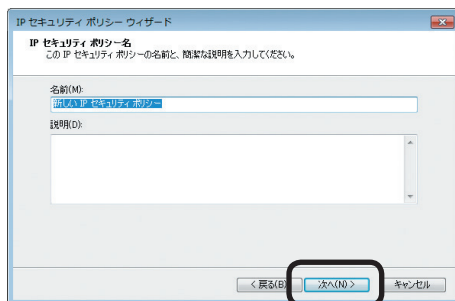 IP セキュリティ ポリシー ウィザード
IP セキュリティ ポリシー名
この IP セキュリティ ポリシーの名前と、簡潔な説明を入力してください。
名前(M):
新しい IP セキュリティ ポリシー
説明(D):
< 戻る(B)
次へ(N) >
キャンセル